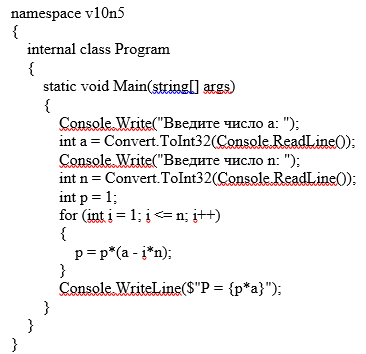 namespace v10n5
{
internal class Program
{
static void Main(string[] args)
{
Console.Write("Введите число a: ");
int a = Convert.ToInt32(Console.ReadLine());
Console.Write("Введите число n: ");
int n = Convert.ToInt32(Console.ReadLine());
int p = 1;
for (int i = 1; i <= n; i++)
{
p = p*(a - i*n);
}
Console.WriteLine($"P = {p*a}");
}
}
}